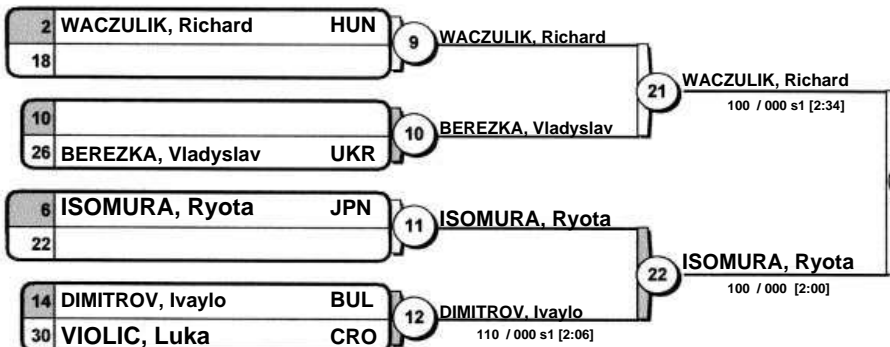 2 WACZULIK, Richard HUN
18
9 WACZULIK, Richard
10
26 BEREZKA, Vladyslav UKR
10 BEREZKA, Vladyslav
21 WACZULIK, Richard
100 / 000 s1 [2:34]
6 ISOMURA, Ryota JPN
22
11 ISOMURA, Ryota
14 DIMITROV, Ivaylo BUL
30 VIOLIC, Luka CRO
12 DIMITROV, Ivaylo
110 / 000 s1 [2:06]
22 ISOMURA, Ryota
100 / 000 [2:00]